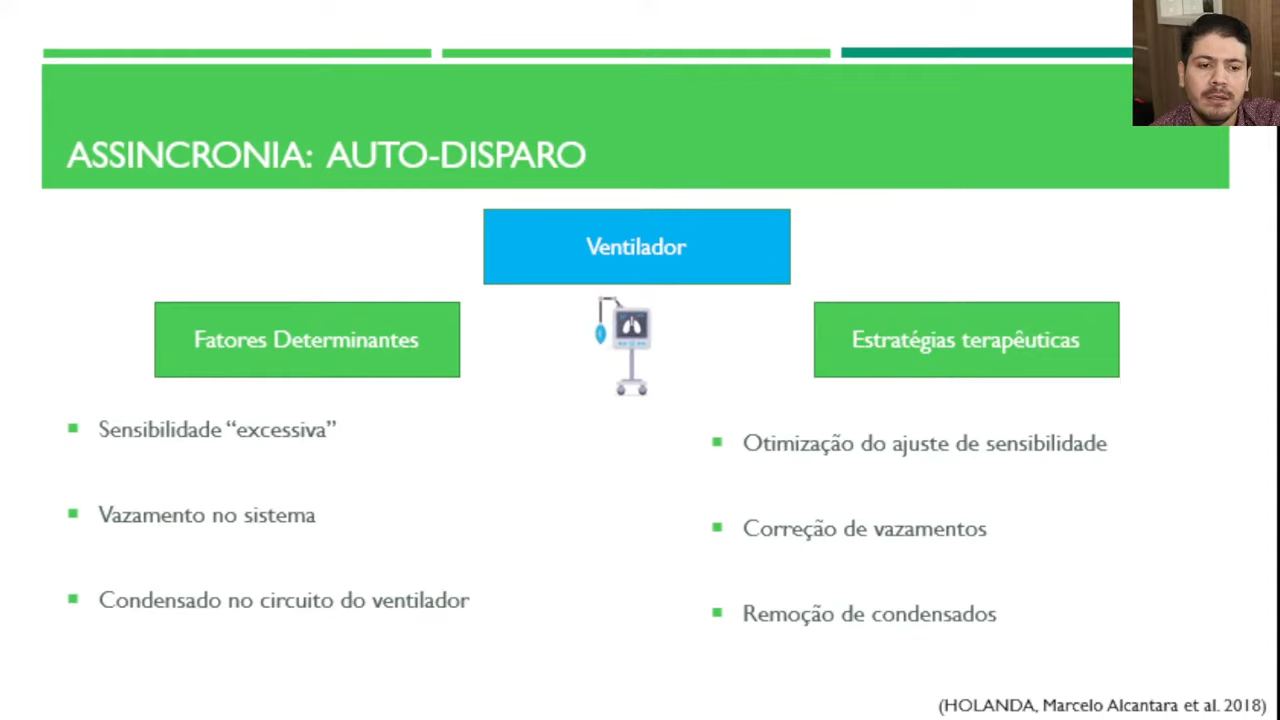 ASSINCRONIA: AUTO-DISPARO
Ventilador
Fatores Determinantes
Sensibilidade “excessiva”
Vazamento no sistema
Condensado no circuito do ventilador
Estratégias terapêuticas
Otimização do ajuste de sensibilidade
Correção de vazamentos
Remoção de condensados
(HOLANDA, Marcelo Alcantara et al. 2018)